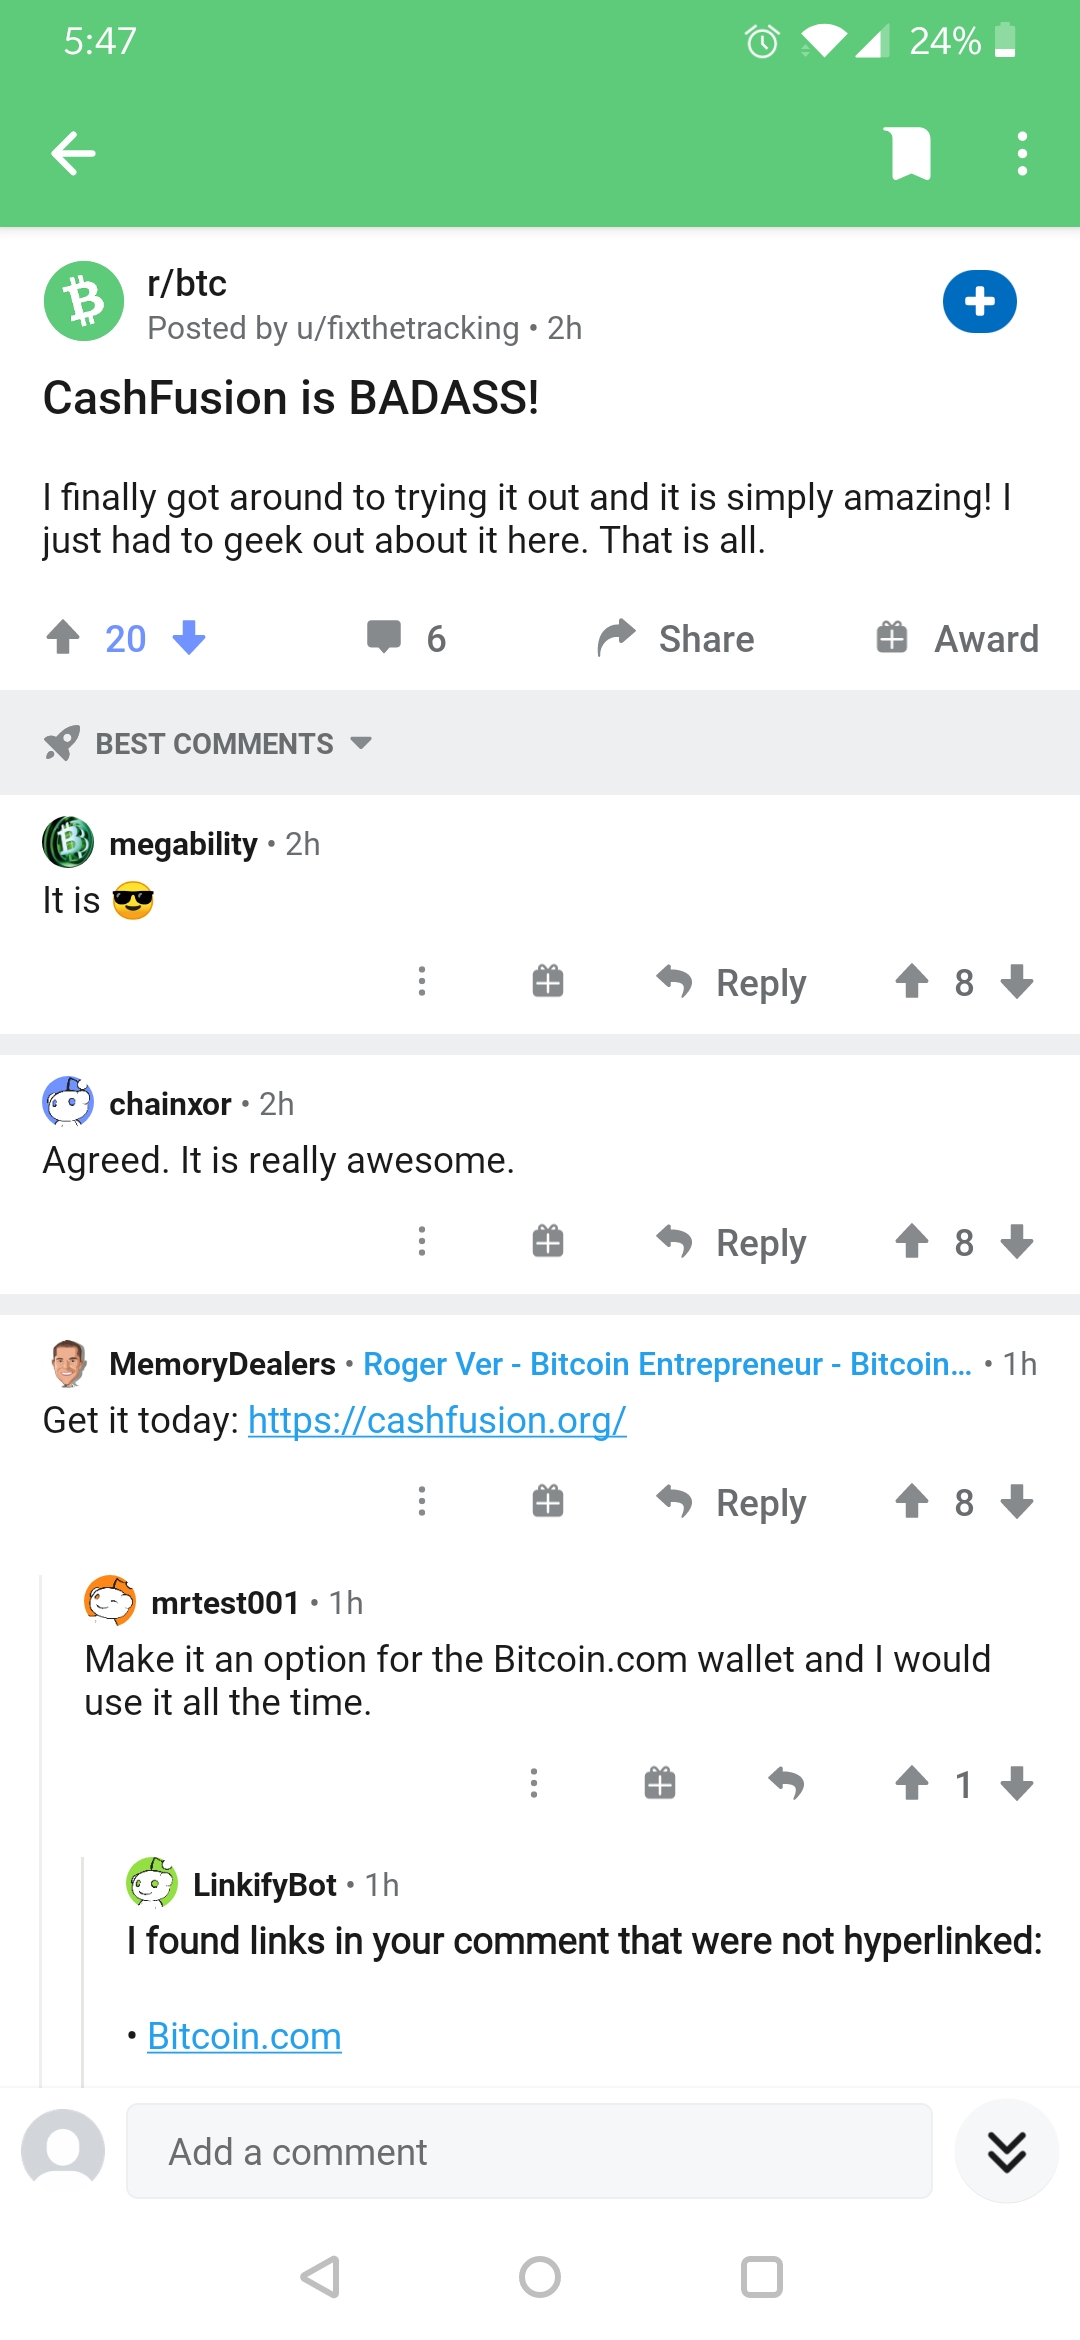 5:47
24%
r/btc
Posted by u/fixthetracking • 2h
CashFusion is BADASS!
I finally got around to trying it out and it is simply amazing! I
just had to geek out about it here. That is all.
20
6
Share
Award
BEST COMMENTS
megability • 2h
It is 😎
Reply
8
chainxor • 2h
Agreed. It is really awesome.
Reply
8
MemoryDealers • Roger Ver - Bitcoin Entrepreneur - Bitcoin... • 1h
Get it today: https://cashfusion.org/
Reply
8
mrtest001 • 1h
Make it an option for the Bitcoin.com wallet and I would
use it all the time.
1
LinkifyBot • 1h
I found links in your comment that were not hyperlinked:
• Bitcoin.com
Add a comment